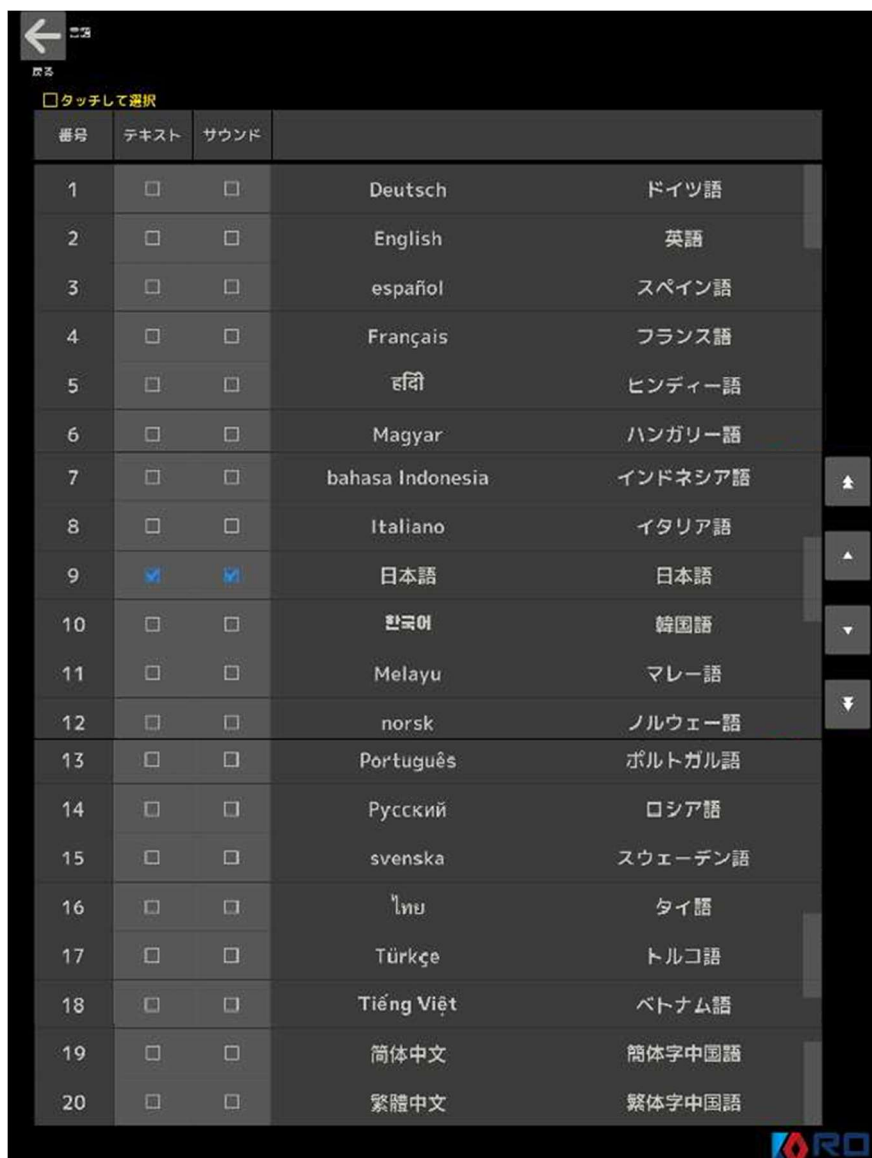 言語
戻る
□タッチして選択
番号 テキスト サウンド
1 Deutsch ドイツ語
2 English 英語
3 español スペイン語
4 Français フランス語
5 हिंदी ヒンディー語
6 Magyar ハンガリー語
7 bahasa Indonesia インドネシア語
8 Italiano イタリア語
9 日本語 日本語
10 한국어 韓国語
11 Melayu マレー語
12 norsk ノルウェー語
13 Português ポルトガル語
14 Русский ロシア語
15 svenska スウェーデン語
16 ไทย タイ語
17 Türkçe トルコ語
18 Tiếng Việt ベトナム語
19 简体中文 簡体字中国語
20 繁體中文 繁体字中国語
ARO